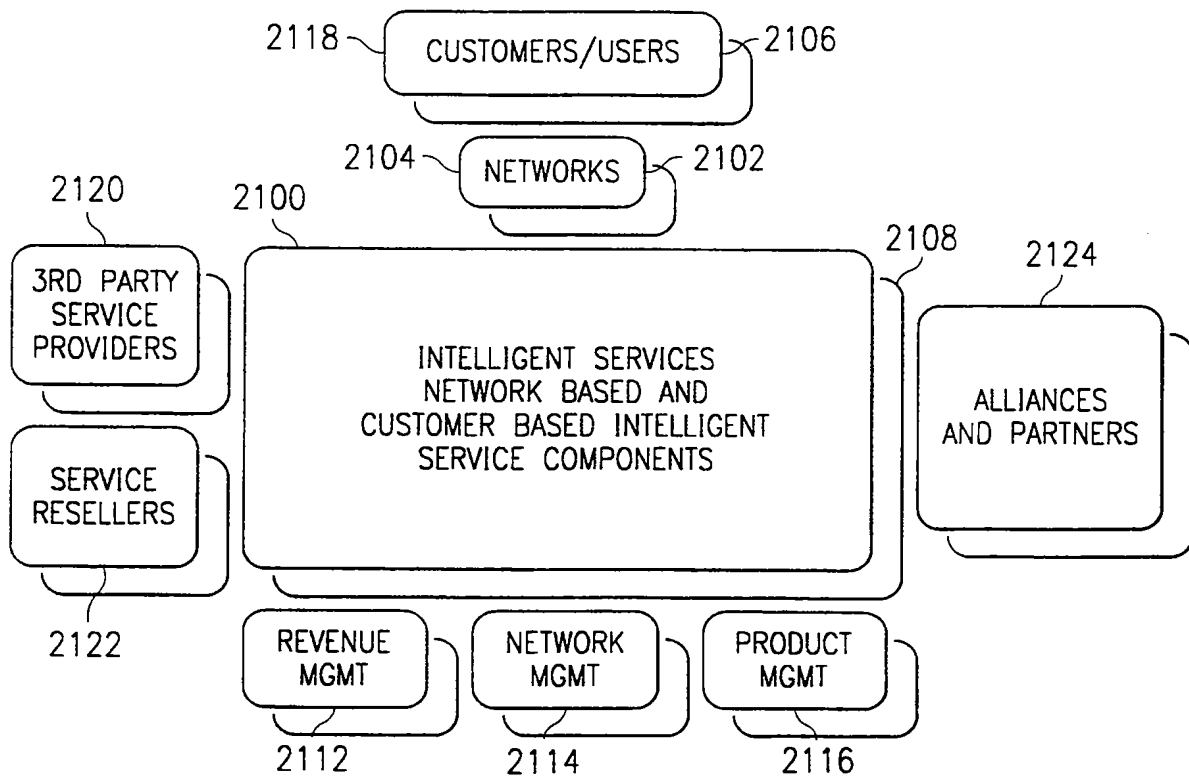 2118
CUSTOMERS/USERS
2106
2104
NETWORKS
2102
2120
2100
2108
2124
3RD PARTY
SERVICE
PROVIDERS
INTELLIGENT SERVICES
NETWORK BASED AND
CUSTOMER BASED INTELLIGENT
SERVICE COMPONENTS
ALLIANCES
AND PARTNERS
SERVICE
RESELLERS
2122
REVENUE
MGMT
NETWORK
MGMT
PRODUCT
MGMT
2112
2114
2116